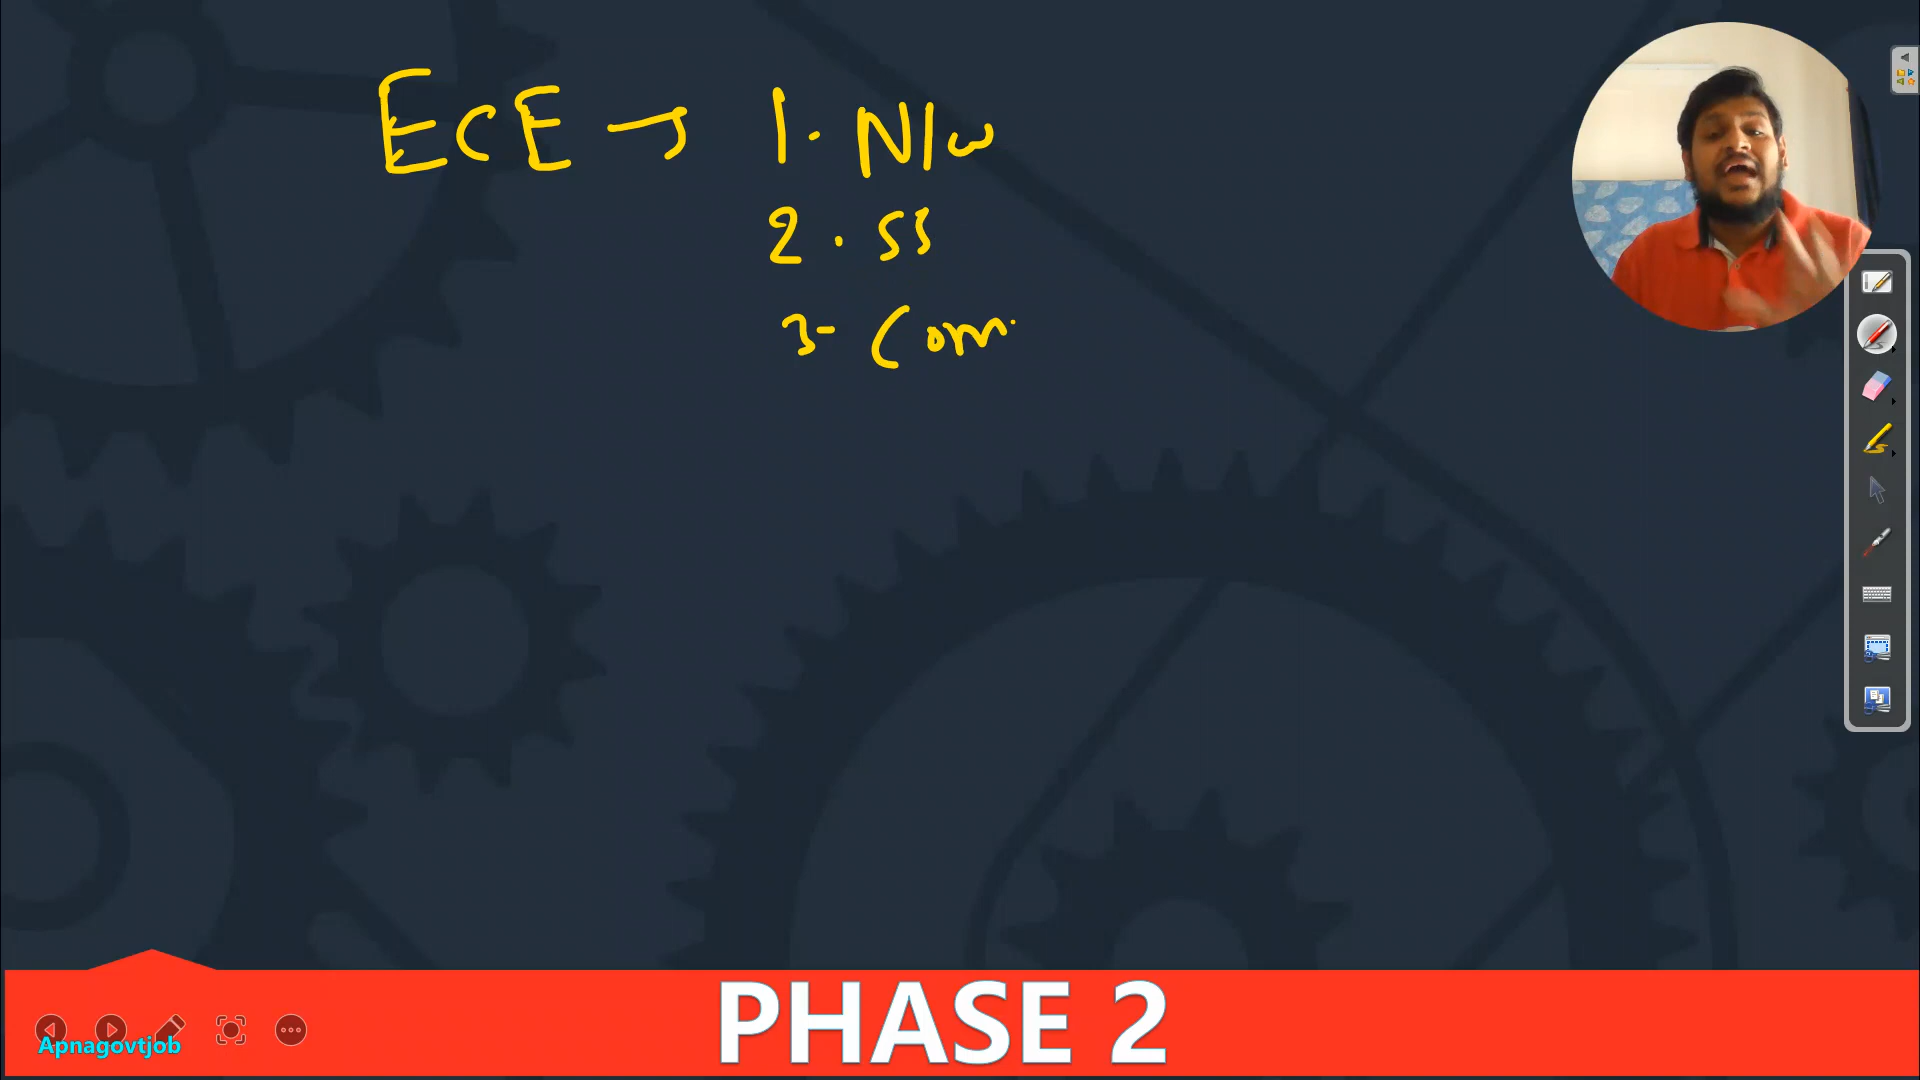 ECE → 1. N/w
2. SS
3- Com.
PHASE 2
Apnagovtjob